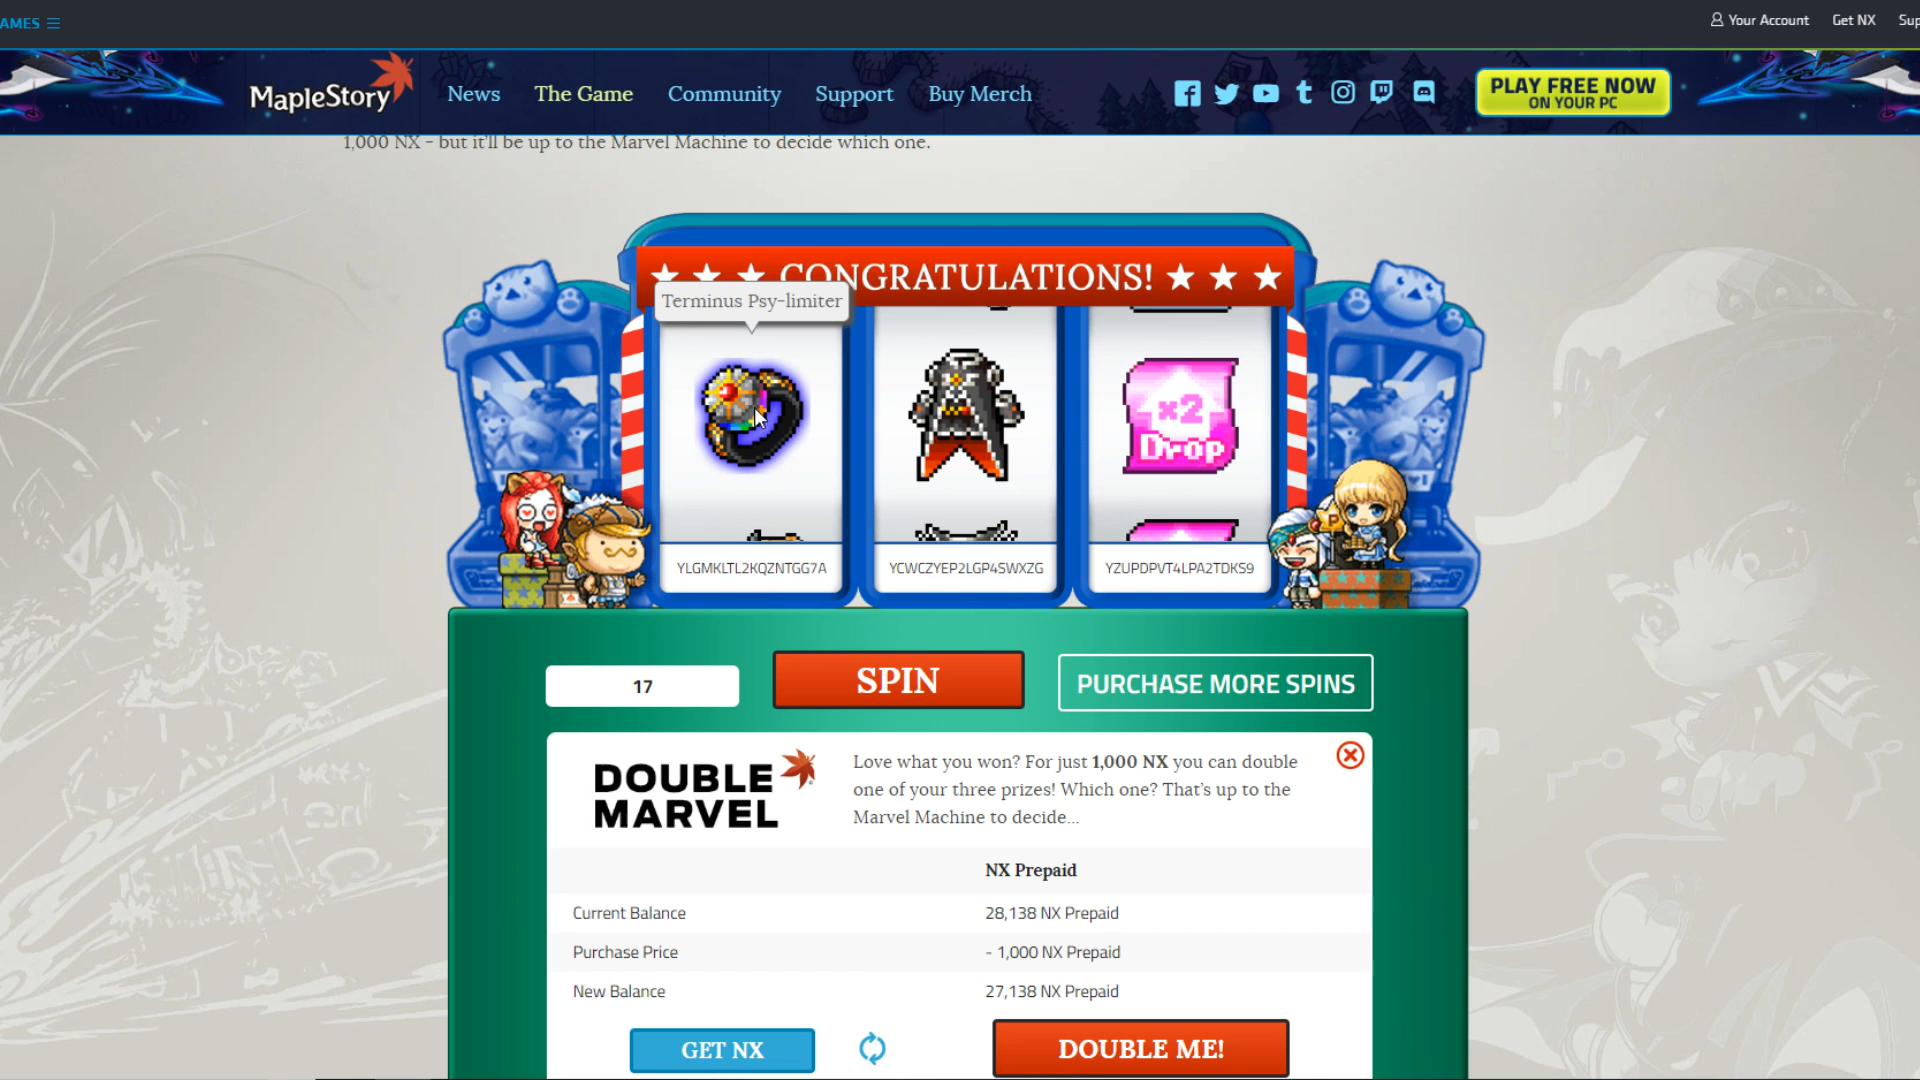 AMES
Your Account
Get NX
Sup
MapleStory
News
The Game
Community
Support
Buy Merch
PLAY FREE NOW
ON YOUR PC
1,000 NX - but it'll be up to the Marvel Machine to decide which one.
★ ★ ★ CONGRATULATIONS! ★ ★ ★
Terminus Psy-limiter
x2
Drop
YLGMKLTL2KQZNTGG7A
YCWCZYEP2LGP4SWXZG
YZUPDPVT4LPA2TDKS9
17
SPIN
PURCHASE MORE SPINS
DOUBLE
MARVEL
Love what you won? For just 1,000 NX you can double
one of your three prizes! Which one? That's up to the
Marvel Machine to decide...
NX Prepaid
Current Balance
28,138 NX Prepaid
Purchase Price
- 1,000 NX Prepaid
New Balance
27,138 NX Prepaid
GET NX
DOUBLE ME!